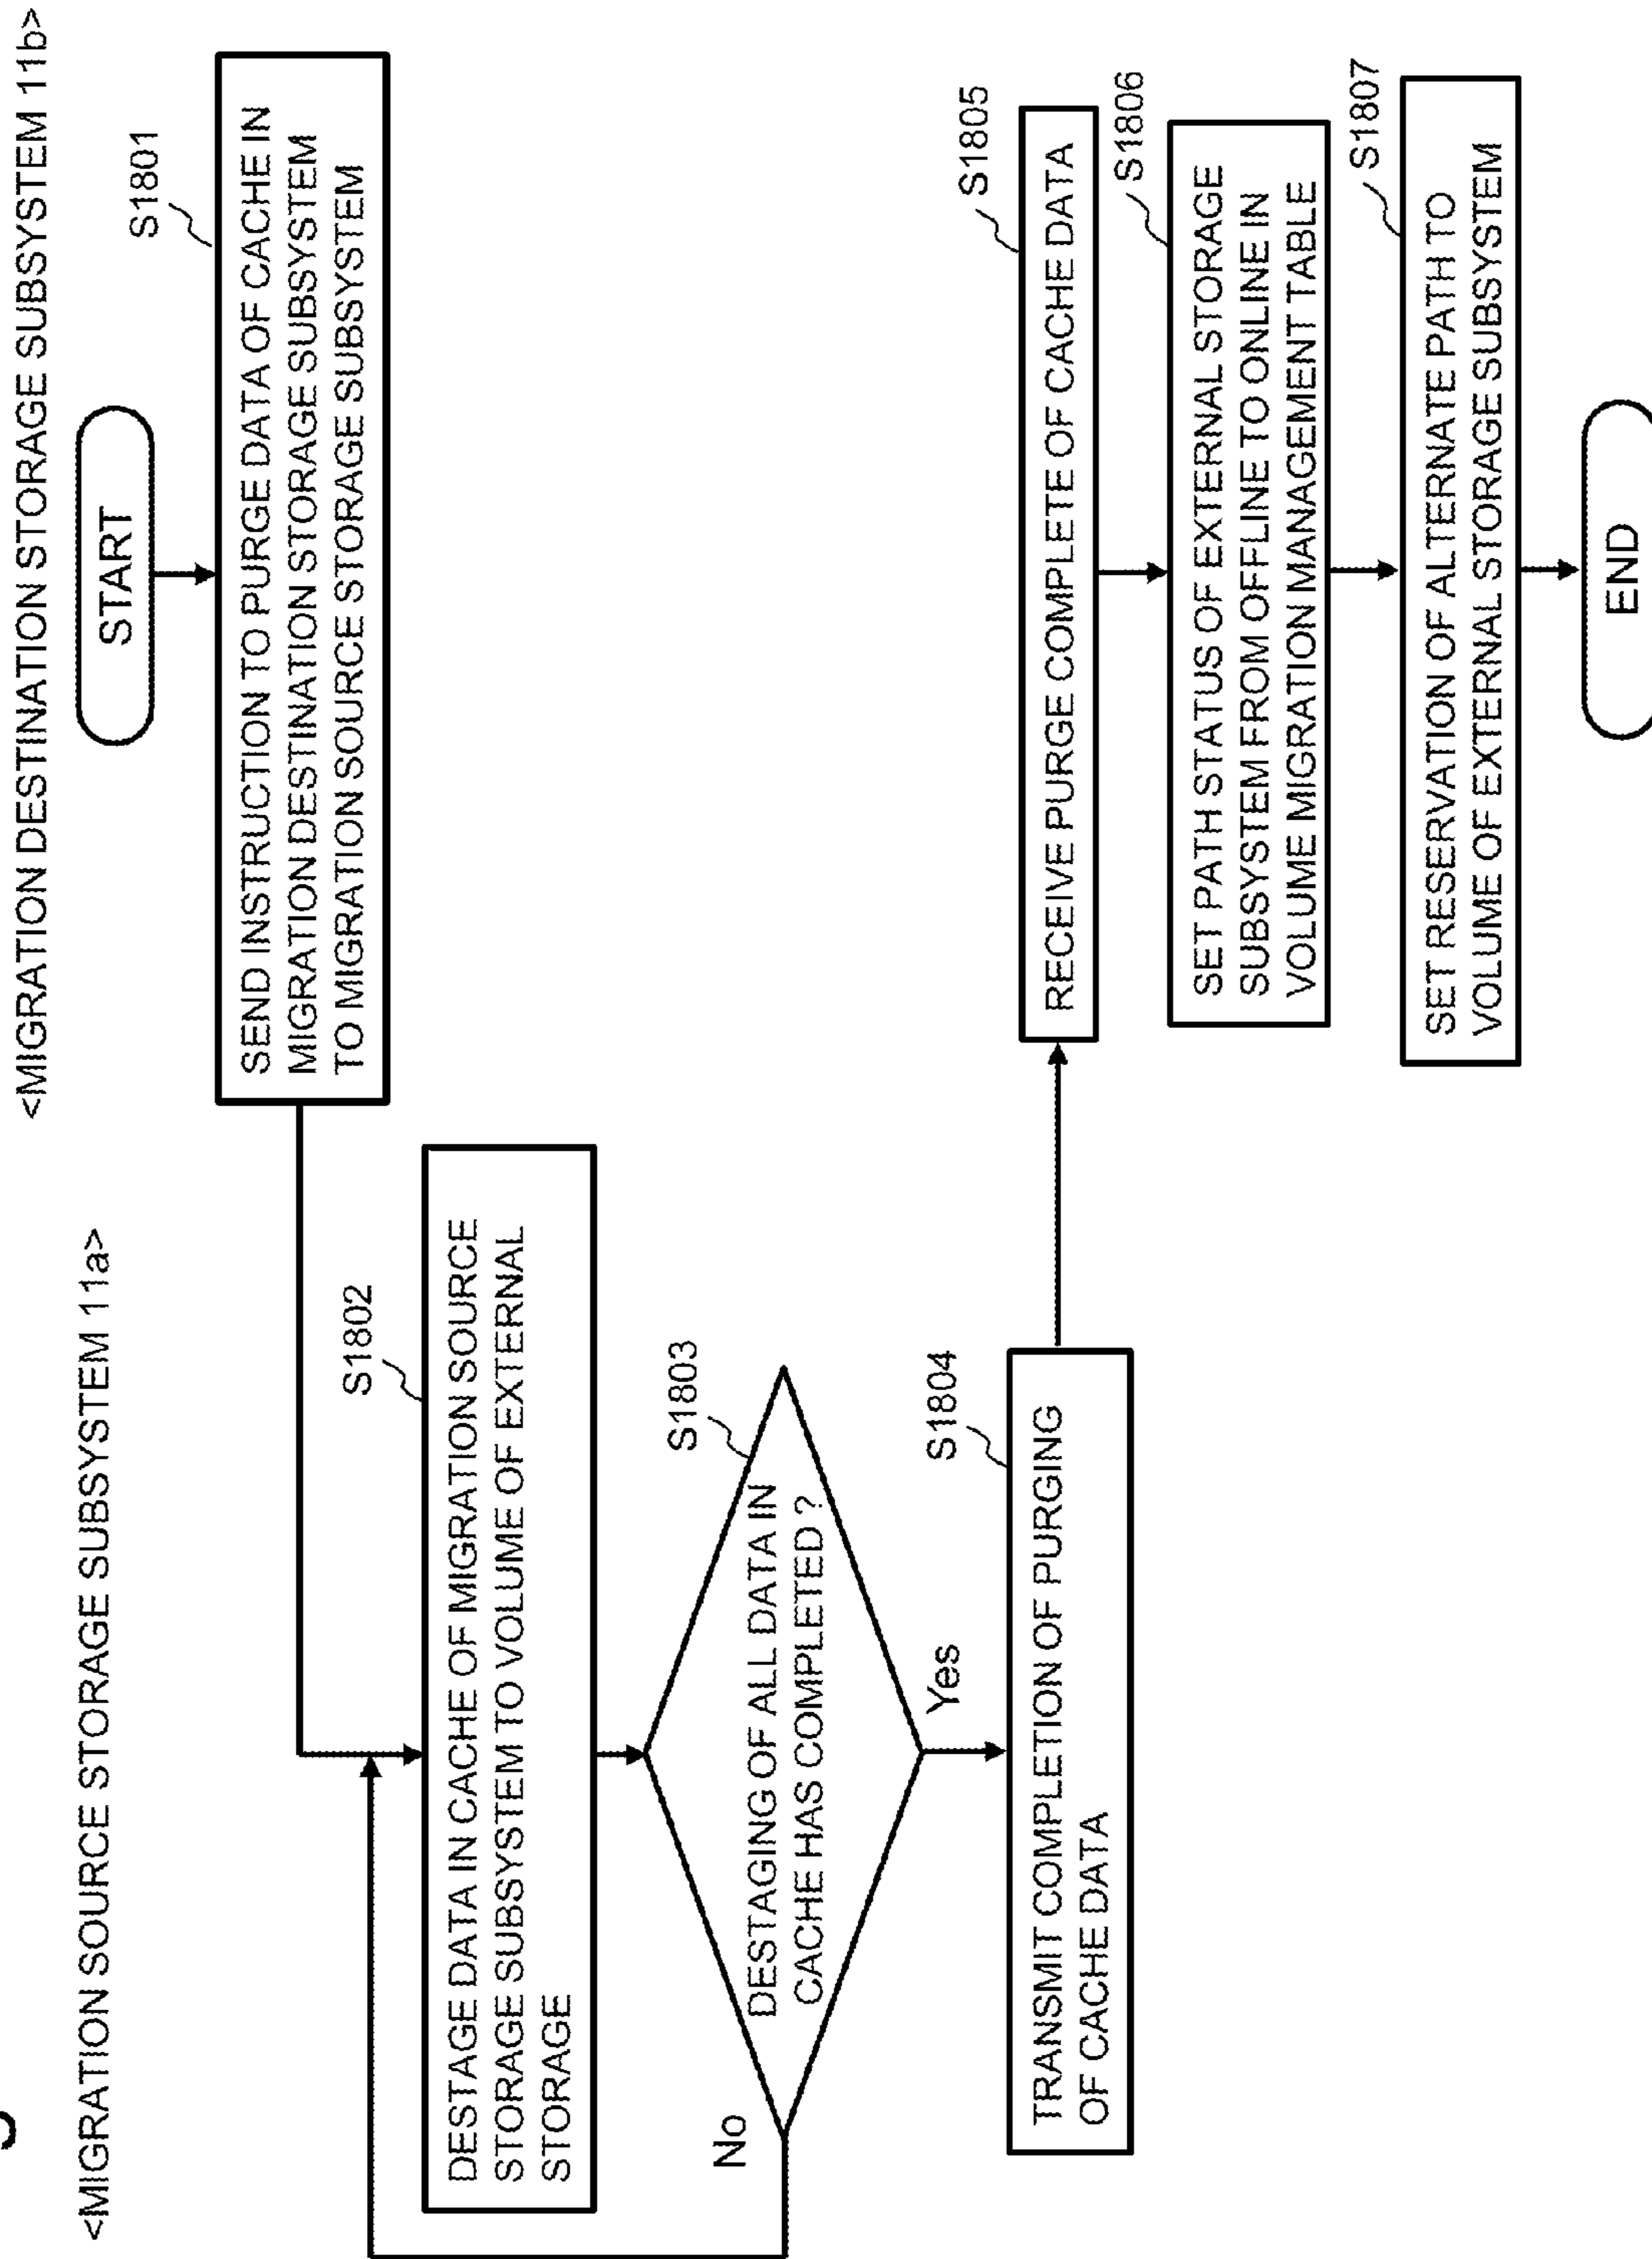 <MIGRATION SOURCE STORAGE SUBSYSTEM 11a>
<MIGRATION DESTINATION STORAGE SUBSYSTEM 11b>
START
S1801
SEND INSTRUCTION TO PURGE DATA OF CACHE IN
MIGRATION DESTINATION STORAGE SUBSYSTEM
TO MIGRATION SOURCE STORAGE SUBSYSTEM
S1802
DESTAGE DATA IN CACHE OF MIGRATION SOURCE
STORAGE SUBSYSTEM TO VOLUME OF EXTERNAL
STORAGE
S1803
DESTAGING OF ALL DATA IN
CACHE HAS COMPLETED ?
No
Yes
S1804
TRANSMIT COMPLETION OF PURGING
OF CACHE DATA
S1805
RECEIVE PURGE COMPLETE OF CACHE DATA
S1806
SET PATH STATUS OF EXTERNAL STORAGE
SUBSYSTEM FROM OFFLINE TO ONLINE IN
VOLUME MIGRATION MANAGEMENT TABLE
S1807
SET RESERVATION OF ALTERNATE PATH TO
VOLUME OF EXTERNAL STORAGE SUBSYSTEM
END